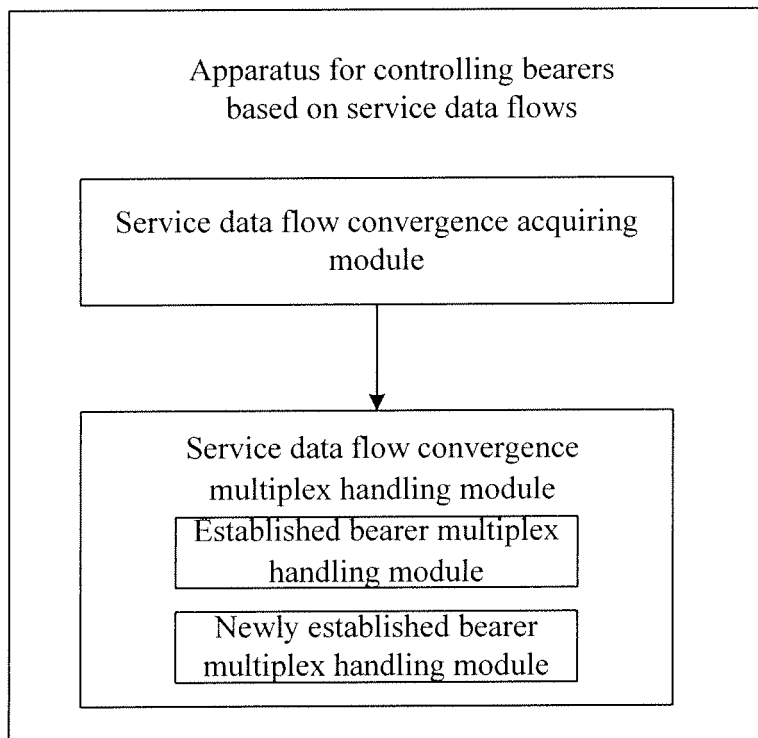 Apparatus for controlling bearers
based on service data flows
Service data flow convergence acquiring
module
Service data flow convergence
multiplex handling module
Established bearer multiplex
handling module
Newly established bearer
multiplex handling module